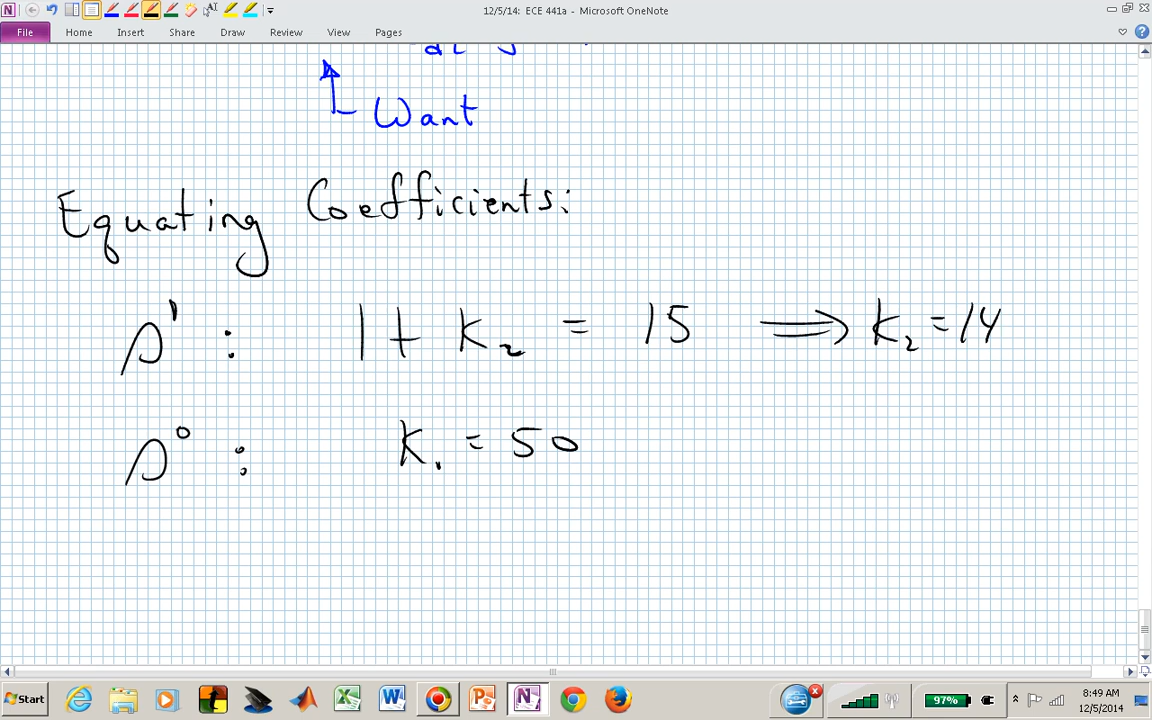 12/5/14: ECE 441a - Microsoft OneNote
File Home Insert Share Draw Review View Pages
Want
Equating Coefficients:
s¹ : 1 + k₂ = 15 ⟹ k₂ = 14
s⁰ : k₁ = 50
Start
97%
8:49 AM
12/5/2014